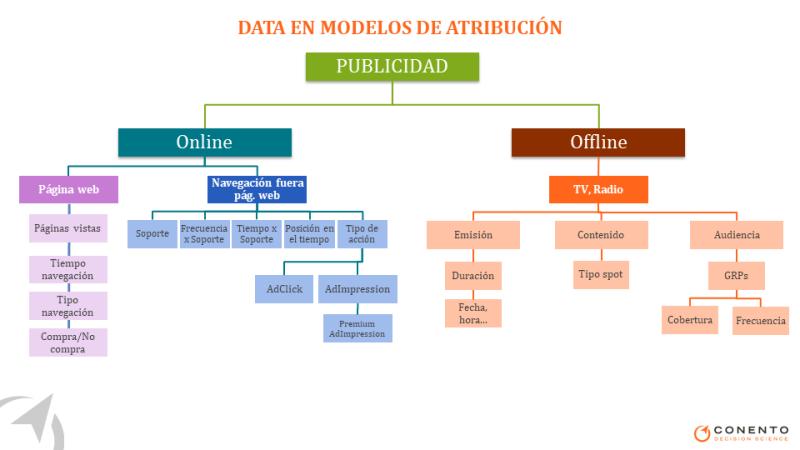 DATA EN MODELOS DE ATRIBUCIÓN
PUBLICIDAD
Online
Offline
Página web
Navegación fuera
pág. web
TV, Radio
Páginas vistas
Tiempo
navegación
Tipo
navegación
Compra/No
compra
Soporte
Frecuencia
x Soporte
Tiempo x
Soporte
Posición en
el tiempo
Tipo de
acción
AdClick
AdImpression
Premium
AdImpression
Emisión
Duración
Fecha,
hora...
Contenido
Tipo spot
Audiencia
GRPs
Cobertura
Frecuencia
CONENTO
DECISION SCIENCE